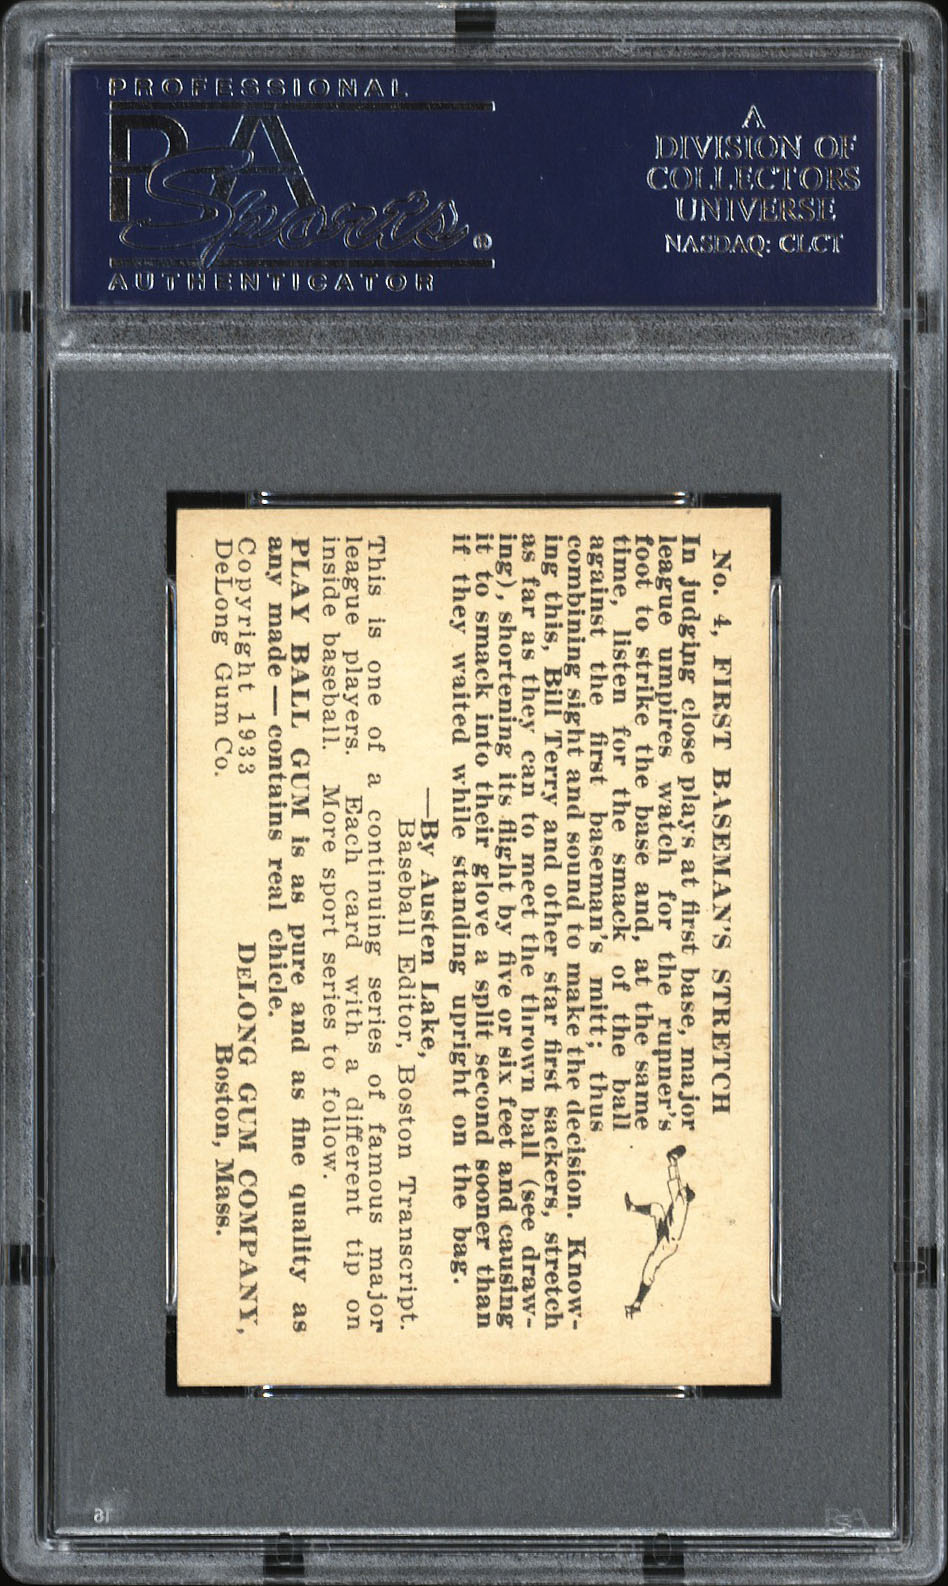 PROFESSIONAL
PSA
Sports®
AUTHENTICATOR
A
DIVISION OF
COLLECTORS
UNIVERSE
NASDAQ: CLCT
No. 4, FIRST BASEMAN'S STRETCH
In judging close plays at first base, major
league umpires watch for the runner's
foot to strike the base and, at the same
time, listen for the smack of the ball
against the first baseman's mitt; thus
combining sight and sound to make the decision. Know-
ing this, Bill Terry and other star first sackers, stretch
as far as they can to meet the thrown ball (see draw-
ing), shortening its flight by five or six feet and causing
it to smack into their glove a split second sooner than
if they waited while standing upright on the bag.
—By Austen Lake,
Baseball Editor, Boston Transcript.
This is one of a continuing series of famous major
league players. Each card with a different tip on
inside baseball. More sport series to follow.
PLAY BALL GUM is as pure and as fine quality as
any made—contains real chicle.
Copyright 1933
DeLong Gum Co.
DELONG GUM COMPANY,
Boston, Mass.
PSA